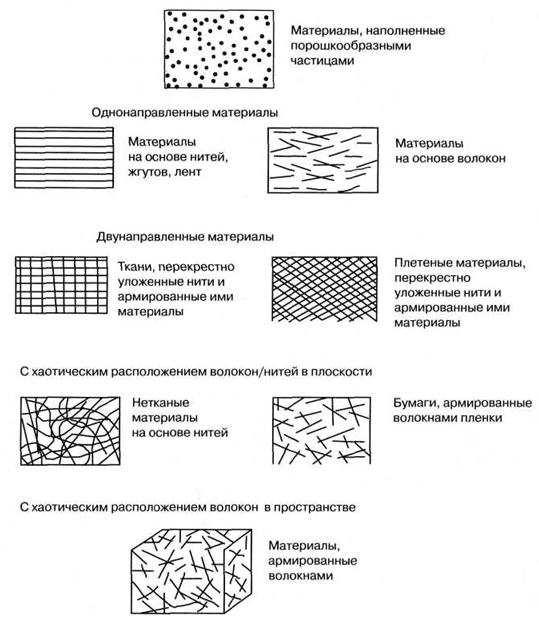 Материалы, наполненные
порошкообразными
частицами
Однонаправленные материалы
Материалы
на основе нитей,
жгутов, лент
Материалы
на основе волокон
Двунаправленные материалы
Ткани, перекрестно
уложенные нити и
армированные ими
материалы
Плетеные материалы,
перекрестно
уложенные нити и
армированные ими
материалы
С хаотическим расположением волокон/нитей в плоскости
Нетканые
материалы
на основе нитей
Бумаги, армированные
волокнами пленки
С хаотическим расположением волокон в пространстве
Материалы,
армированные
волокнами